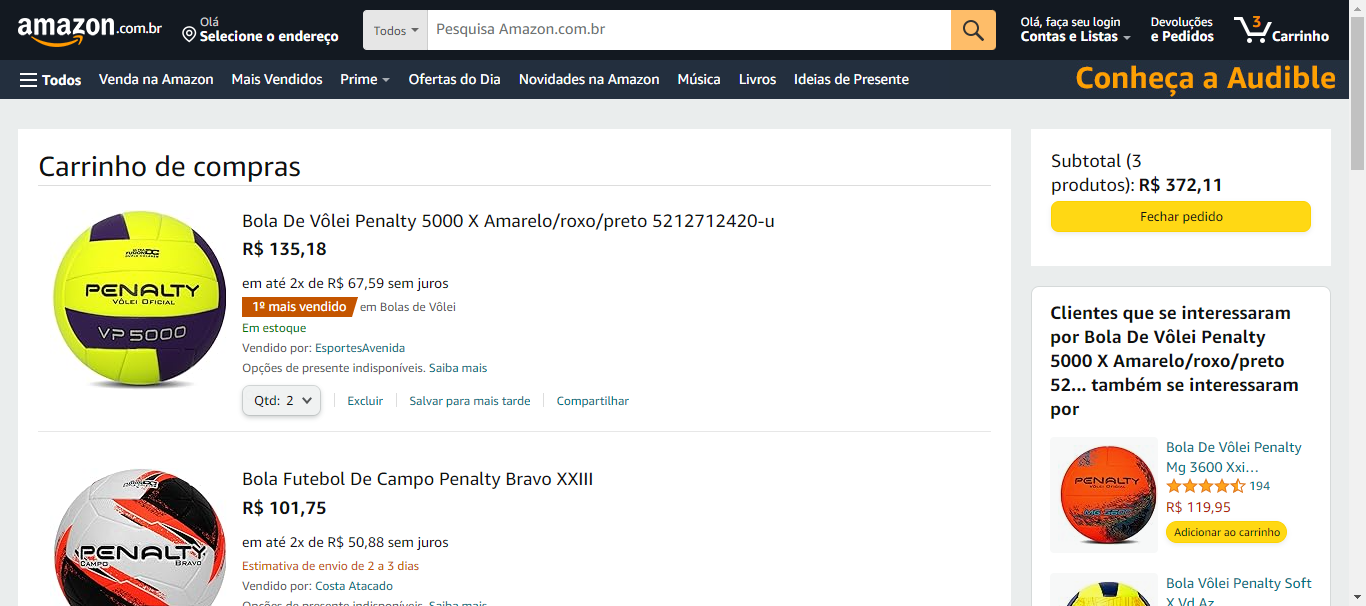 amazon.com.br
Olá
Selecione o endereço
Todos
Pesquisa Amazon.com.br
Olá, faça seu login
Contas e Listas
Devoluções
e Pedidos
3
Carrinho
Todos
Venda na Amazon
Mais Vendidos
Prime
Ofertas do Dia
Novidades na Amazon
Música
Livros
Ideias de Presente
Conheça a Audible
Carrinho de compras
PENALTY
VÔLEI OFICIAL
VP5000
Bola De Vôlei Penalty 5000 X Amarelo/roxo/preto 5212712420-u
R$ 135,18
em até 2x de R$ 67,59 sem juros
1º mais vendido em Bolas de Vôlei
Em estoque
Vendido por: EsportesAvenida
Opções de presente indisponíveis. Saiba mais
Qtd: 2
Excluir
Salvar para mais tarde
Compartilhar
PENALTY
CAMPO BRAVO
Bola Futebol De Campo Penalty Bravo XXIII
R$ 101,75
em até 2x de R$ 50,88 sem juros
Estimativa de envio de 2 a 3 dias
Vendido por: Costa Atacado
Opções de presente indisponíveis. Saiba mais
Subtotal (3
produtos): R$ 372,11
Fechar pedido
Clientes que se interessaram
por Bola De Vôlei Penalty
5000 X Amarelo/roxo/preto
52... também se interessaram
por
PENALTY
Bola De Vôlei Penalty
Mg 3600 Xxi...
194
R$ 119,95
Adicionar ao carrinho
Bola Vôlei Penalty Soft
X Vd Az